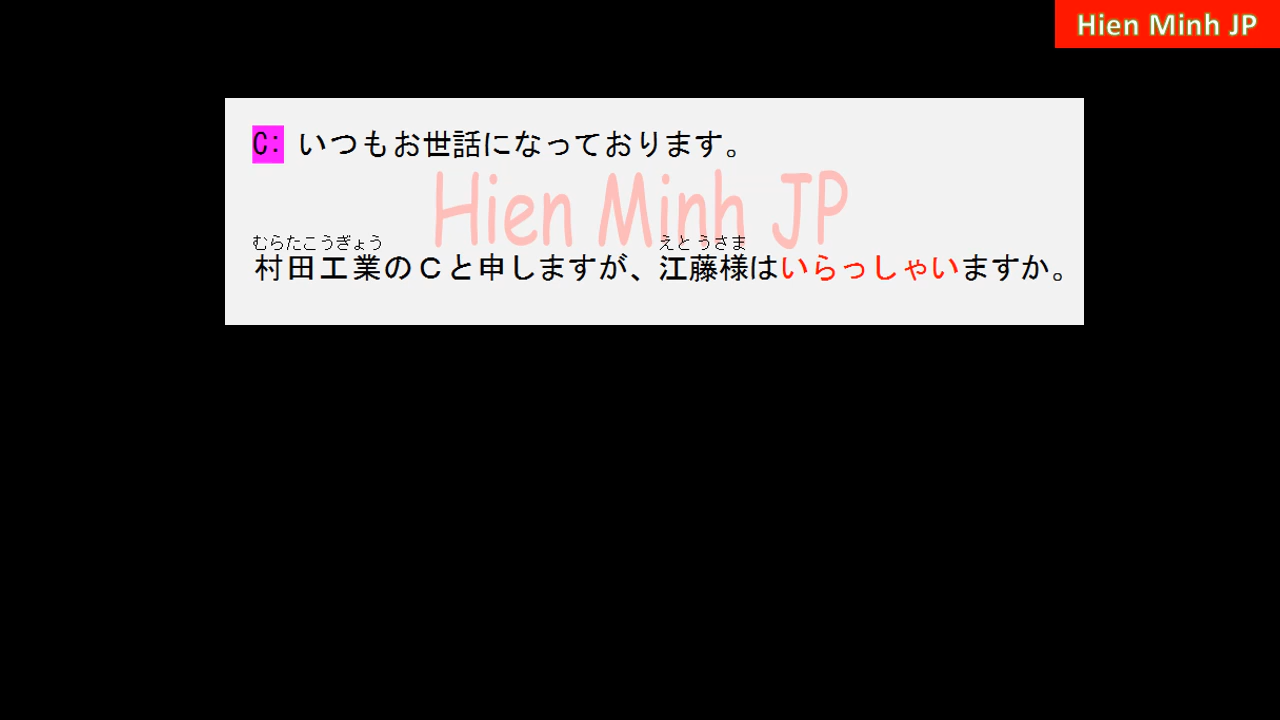 Hien Minh JP
C: いつもお世話になっております。
Hien Minh JP
むらたこうぎょう えとうさま
村田工業のCと申しますが、江藤様はいらっしゃいますか。